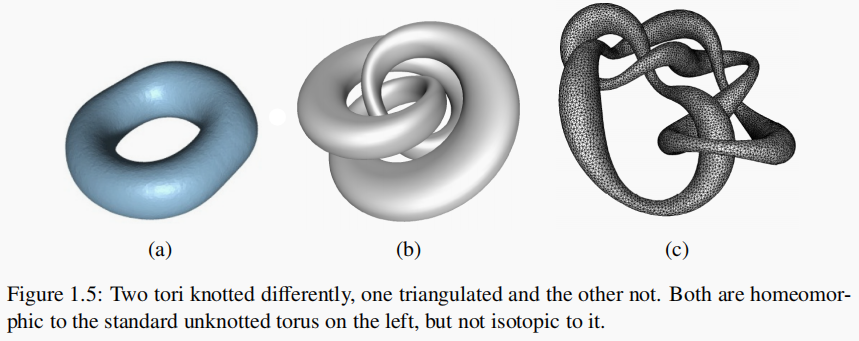 (a)
(b)
(c)
Figure 1.5: Two tori knotted differently, one triangulated and the other not. Both are homeomor-
phic to the standard unknotted torus on the left, but not isotopic to it.